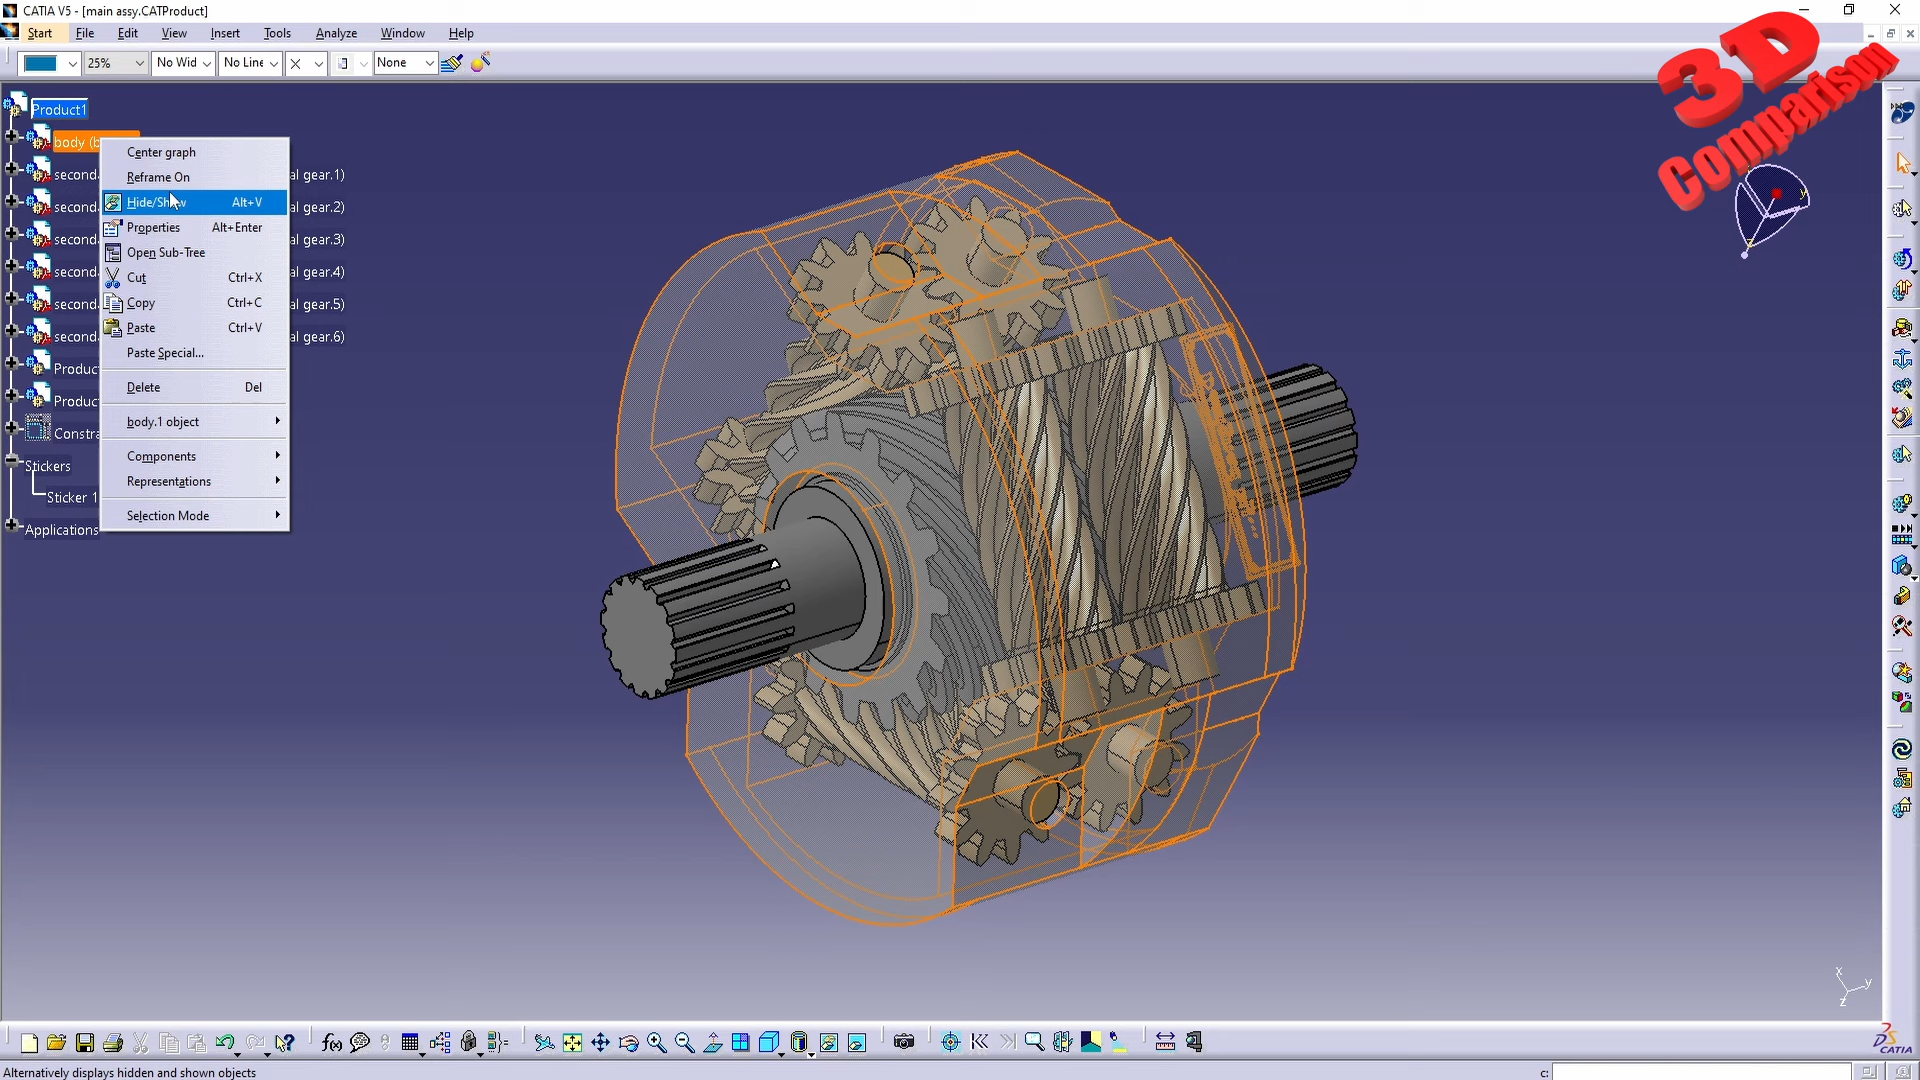 CATIA V5 - [main assy.CATProduct]
Start File Edit View Insert Tools Analyze Window Help
25% No Wid No Line None
3D
Comparison
Product1
body (b
second. al gear.1)
second. al gear.2)
second. al gear.3)
second. al gear.4)
second. al gear.5)
second. al gear.6)
Produc
Produc
Constra
Stickers
Sticker 1
Applications
Center graph
Reframe On
Hide/Show Alt+V
Properties Alt+Enter
Open Sub-Tree
Cut Ctrl+X
Copy Ctrl+C
Paste Ctrl+V
Paste Special...
Delete Del
body.1 object
Components
Representations
Selection Mode
y
z
x
y
z
f(x)
CATIA
Alternatively displays hidden and shown objects
c: